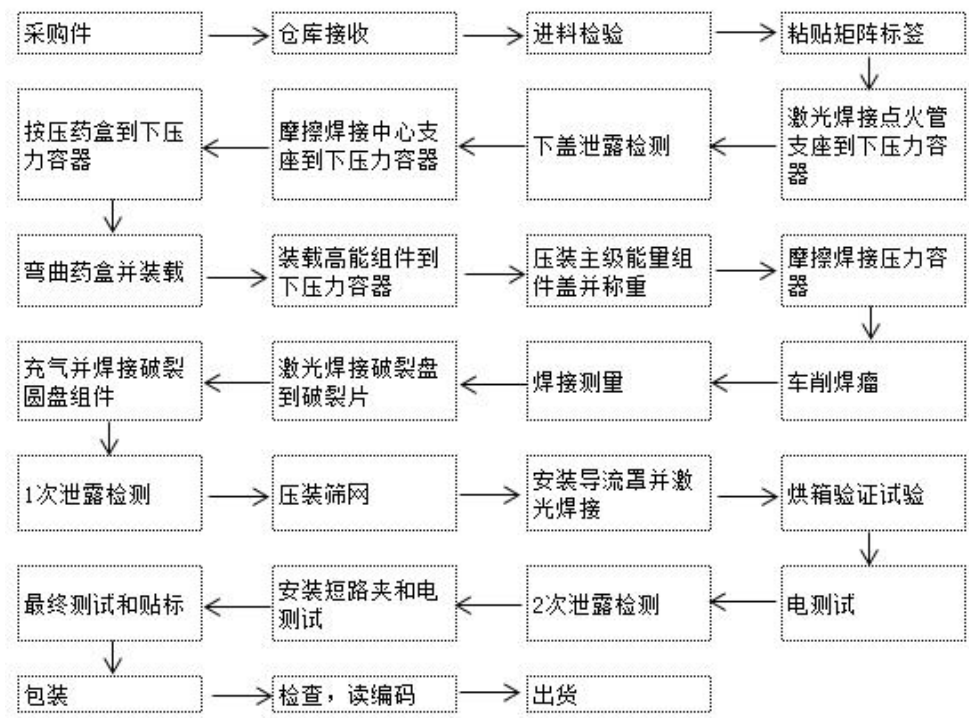 采购件
仓库接收
进料检验
粘贴矩阵标签
激光焊接点火管
支座到下压力容
器
下盖泄露检测
摩擦焊接中心支
座到下压力容器
按压药盒到下压
力容器
弯曲药盒并装载
装载高能组件到
下压力容器
压装主级能量组
件盖并称重
摩擦焊接压力容
器
车削焊瘤
焊接测量
激光焊接破裂盘
到破裂片
充气并焊接破裂
圆盘组件
1次泄露检测
压装筛网
安装导流罩并激
光焊接
烘箱验证试验
电测试
2次泄露检测
安装短路夹和电
测试
最终测试和贴标
包装
检查，读编码
出货